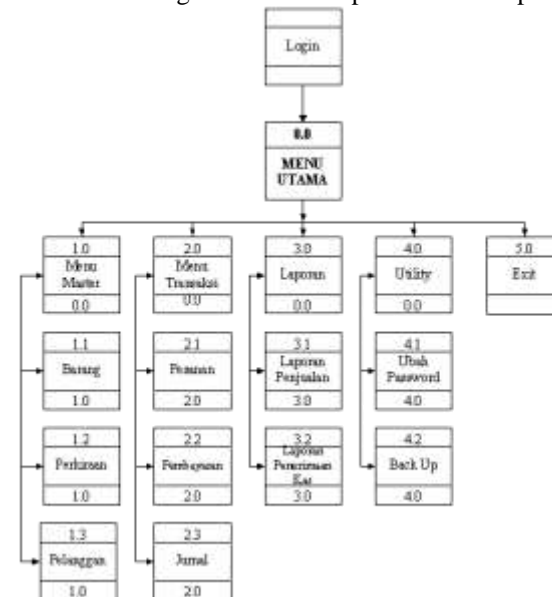 Login
0.0
MENU
UTAMA
1.0
Menu
Master
0.0
2.0
Menu
Transaksi
0.0
3.0
Laporan
0.0
4.0
Utility
0.0
5.0
Exit
1.1
Barang
1.0
2.1
Pesanan
2.0
3.1
Laporan
Penjualan
3.0
4.1
Ubah
Password
4.0
1.2
Perkiraan
1.0
2.2
Pembayaran
2.0
3.2
Laporan
Penerimaan
Kas
3.0
4.2
Back Up
4.0
1.3
Pelanggan
1.0
2.3
Jurnal
2.0